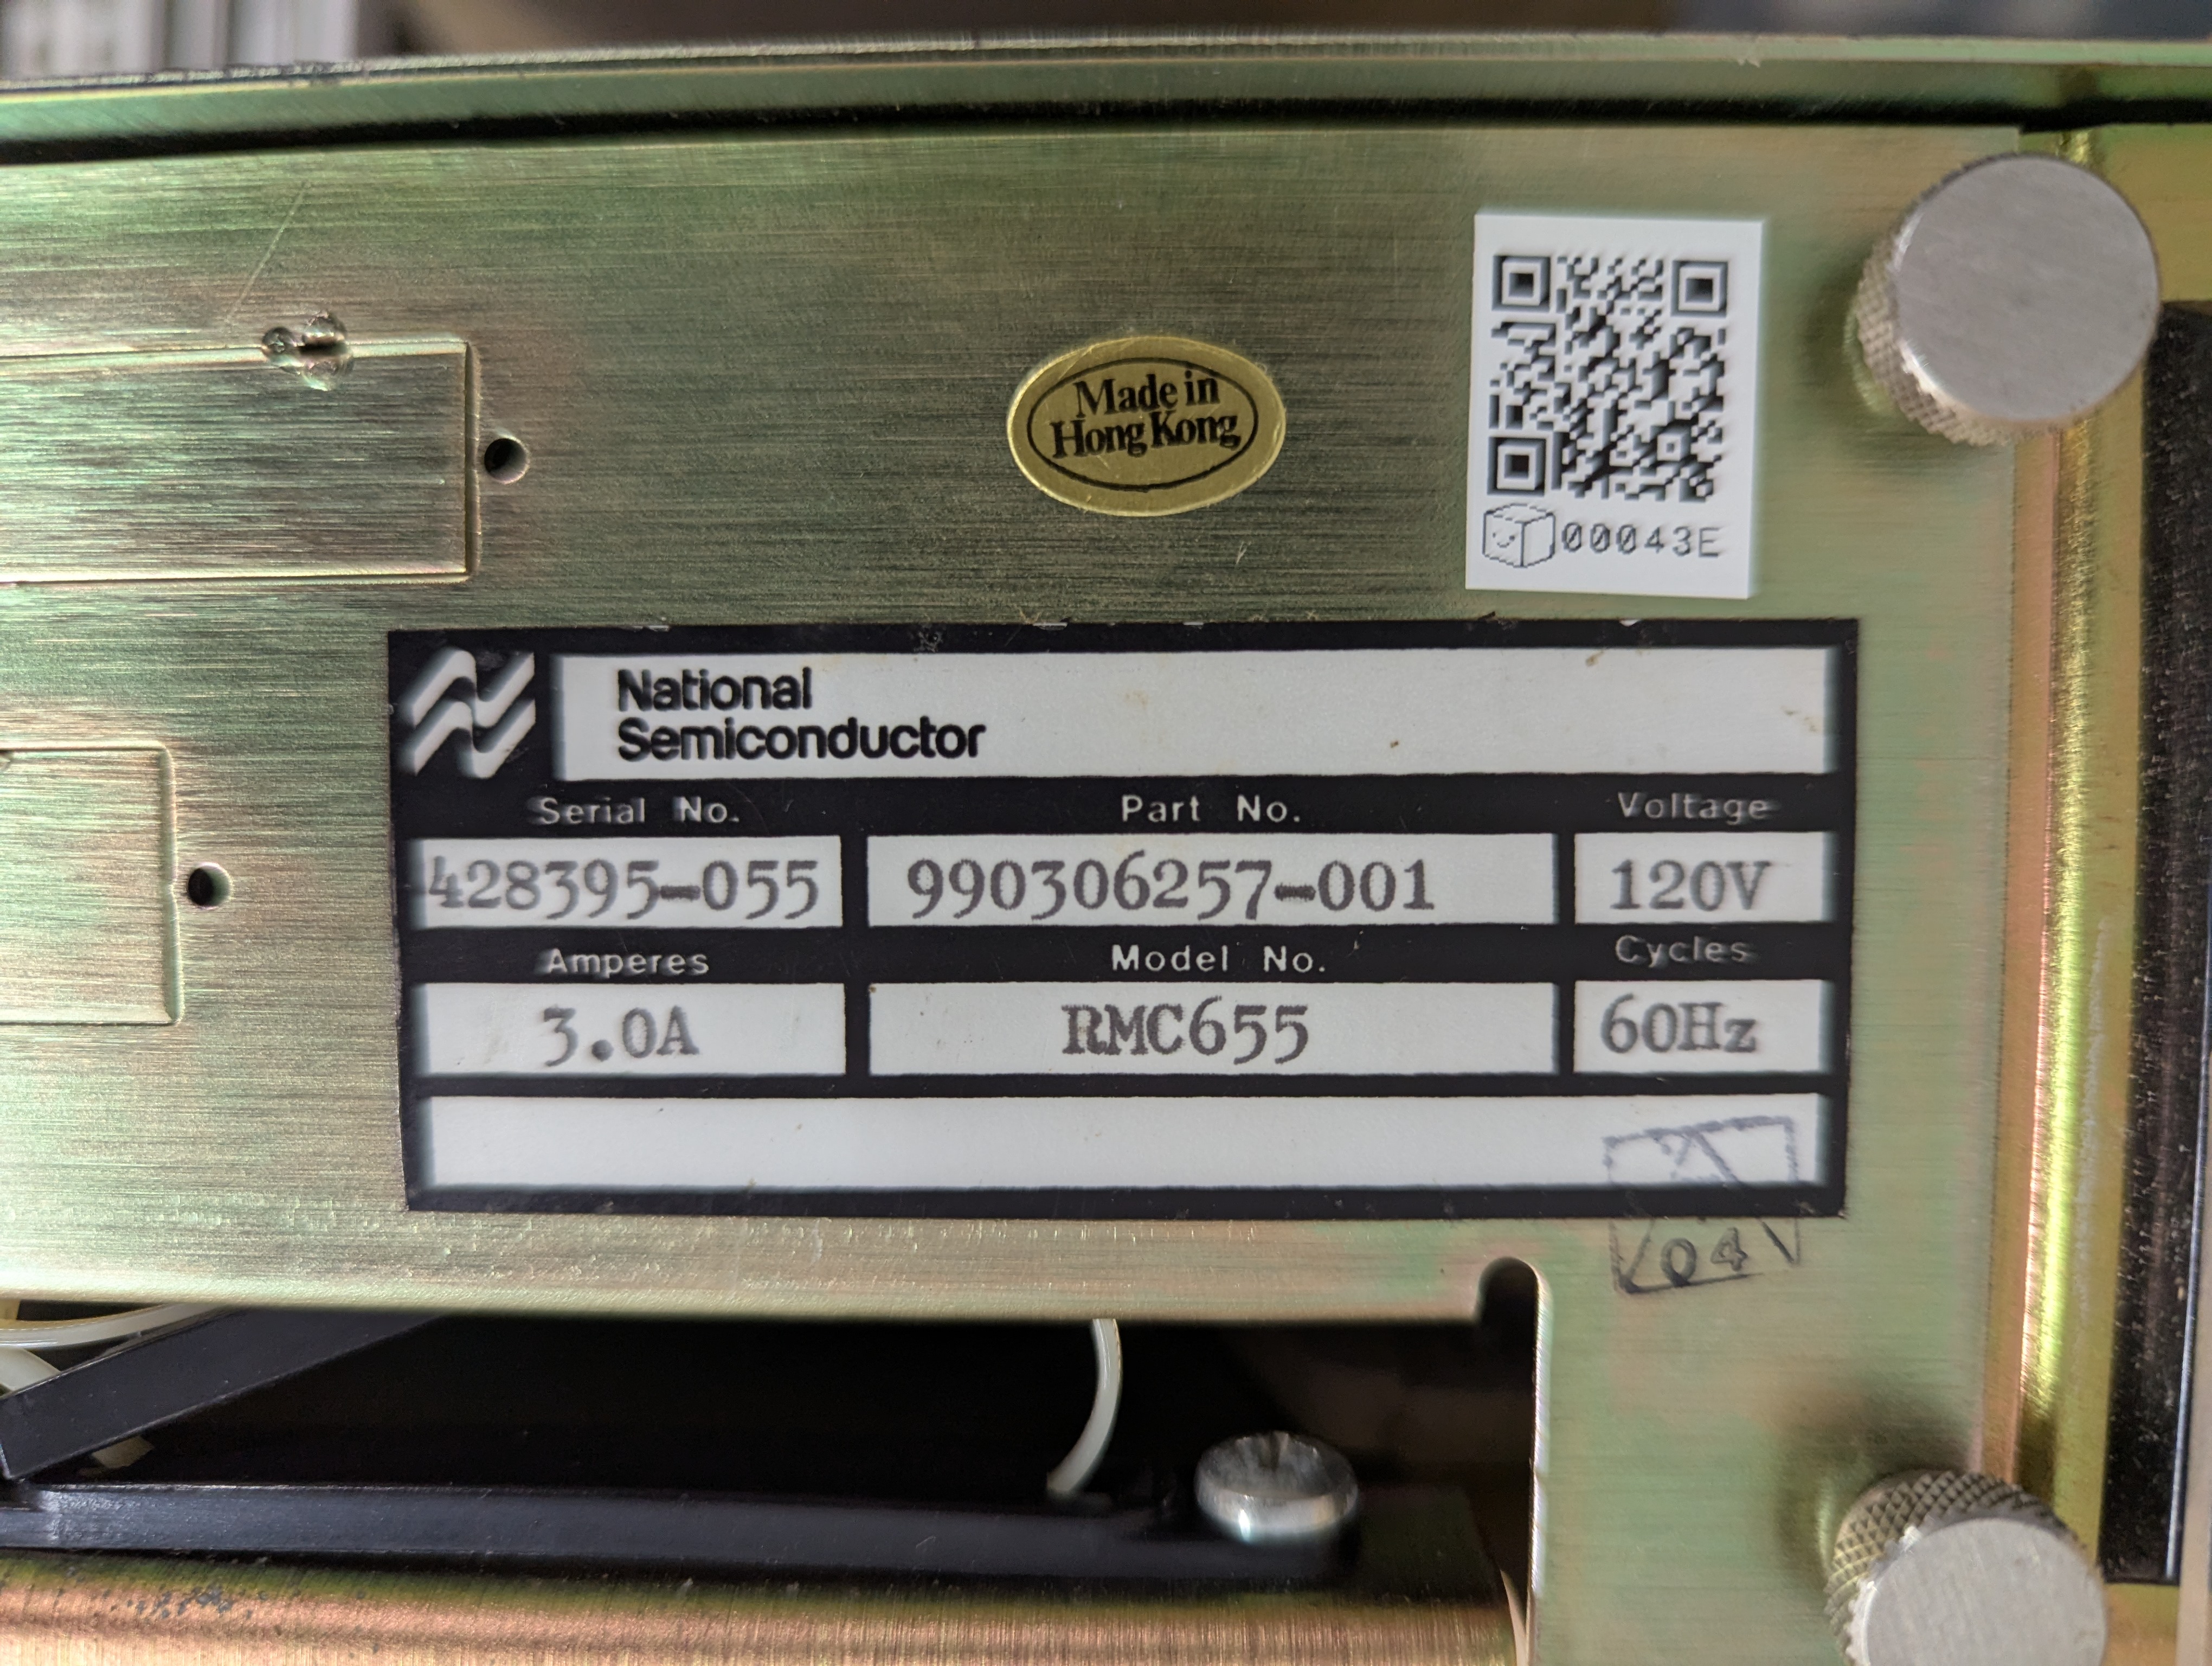 Made in
Hong Kong
00043E
National
Semiconductor
Serial No.
Part No.
Voltage
428395-055
990306257-001
120V
Amperes
Model No.
Cycles
3.0A
RMC655
60Hz
04